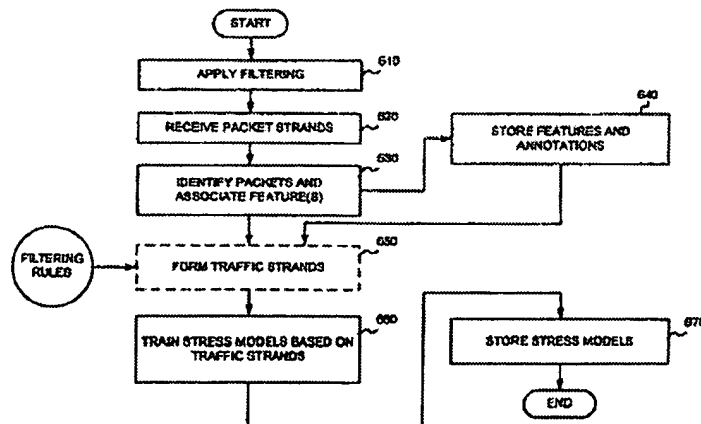 START
610
APPLY FILTERING
620
RECEIVE PACKET STRANDS
630
IDENTIFY PACKETS AND
ASSOCIATE FEATURE(S)
640
STORE FEATURES AND
ANNOTATIONS
FILTERING
RULES
650
FORM TRAFFIC STRANDS
660
TRAIN STRESS MODELS BASED ON
TRAFFIC STRANDS
670
STORE STRESS MODELS
END